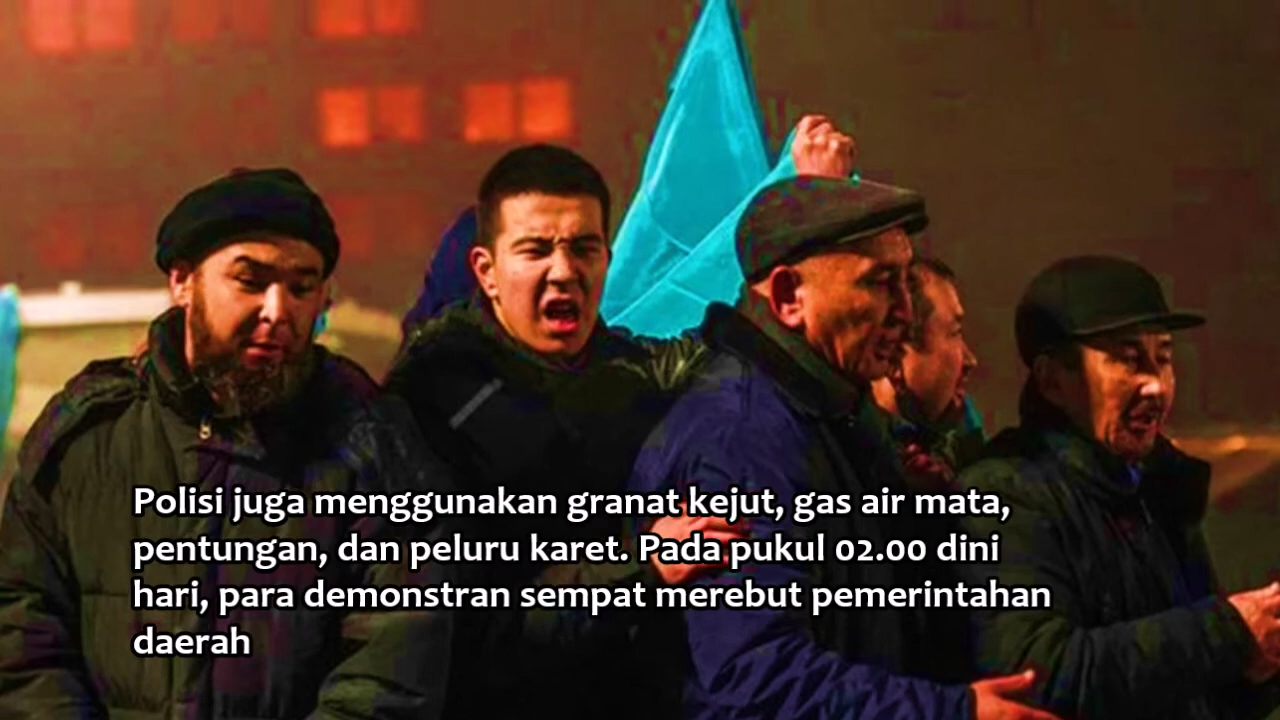 Polisi juga menggunakan granat kejut, gas air mata,
pentungan, dan peluru karet. Pada pukul 02.00 dini
hari, para demonstran sempat merebut pemerintahan
daerah